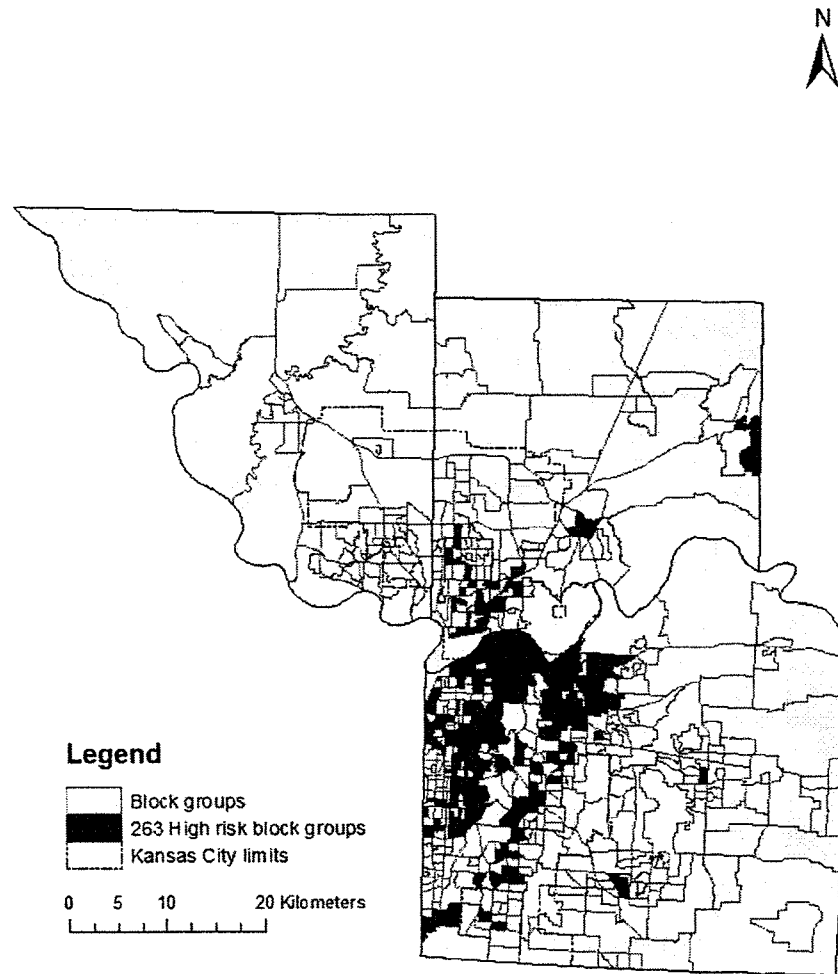 N
Legend
Block groups
263 High risk block groups
Kansas City limits
0 5 10 20 Kilometers